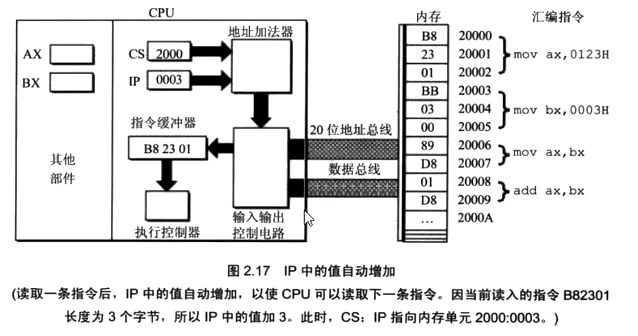 CPU
内存
汇编指令
地址加法器
AX
BX
CS 2000
IP 0003
指令缓冲器
B8 23 01
其他
部件
执行控制器
输入输出
控制电路
20 位地址总线
数据总线
B8 20000
23 20001 mov ax,0123H
01 20002
BB 20003
03 20004 mov bx,0003H
00 20005
89 20006 mov ax,bx
D8 20007
01 20008 add ax,bx
D8 20009
… 2000A
图 2.17 IP 中的值自动增加
(读取一条指令后，IP 中的值自动增加，以使 CPU 可以读取下一条指令。因当前读入的指令 B82301
长度为 3 个字节，所以 IP 中的值加 3。此时，CS：IP 指向内存单元 2000:0003。)